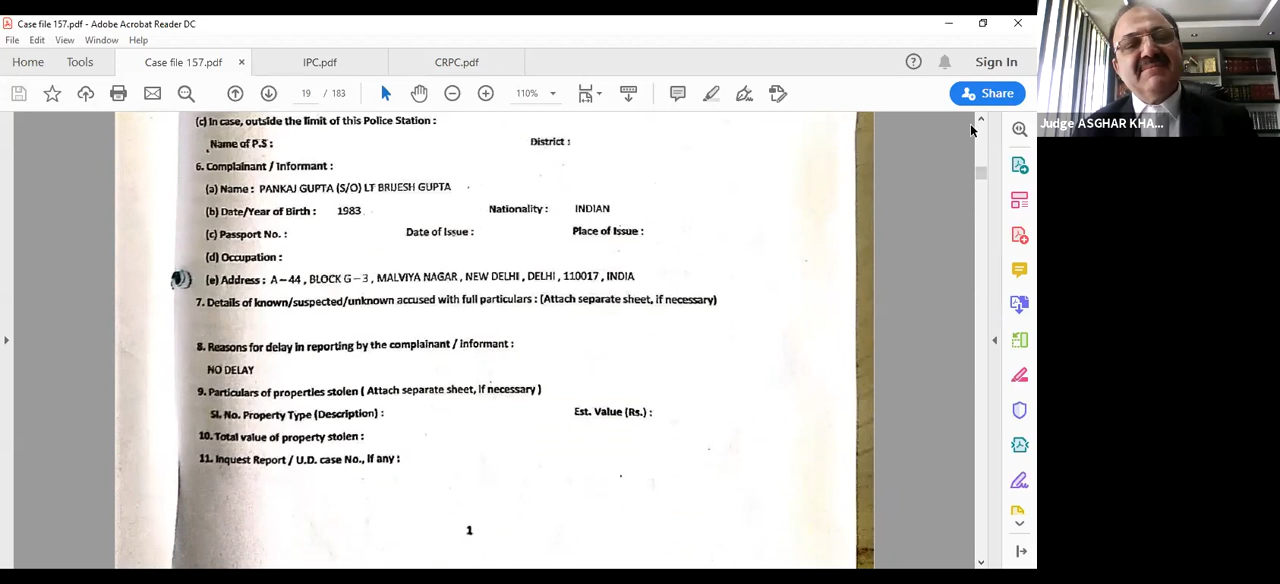 Case file 157.pdf - Adobe Acrobat Reader DC
File Edit View Window Help
Home Tools Case file 157.pdf × IPC.pdf CRPC.pdf Sign In
19 / 183 110% Share
Judge ASGHAR KHA...
(c) In case, outside the limit of this Police Station :
Name of P.S : District :
6. Complainant / Informant :
(a) Name : PANKAJ GUPTA (S/O) LT BRIJESH GUPTA
(b) Date/Year of Birth : 1983 Nationality : INDIAN
(c) Passport No. : Date of Issue : Place of Issue :
(d) Occupation :
(e) Address : A-44, BLOCK G-3, MALVIYA NAGAR, NEW DELHI, DELHI, 110017, INDIA
7. Details of known/suspected/unknown accused with full particulars : (Attach separate sheet, if necessary)
8. Reasons for delay in reporting by the complainant / informant :
NO DELAY
9. Particulars of properties stolen ( Attach separate sheet, if necessary )
Sl. No. Property Type (Description) : Est. Value (Rs.) :
10. Total value of property stolen :
11. Inquest Report / U.D. case No., if any :
1